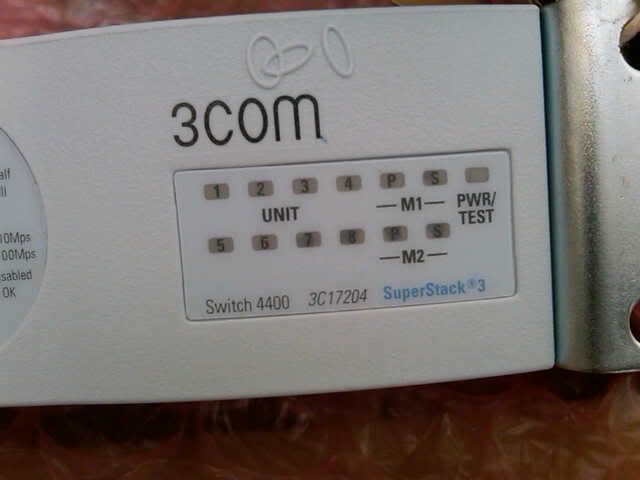 3com
1 2 3 4 P S
UNIT
M1
PWR/
TEST
5 6 7 8 P S
M2
Switch 4400 3C17204 SuperStack®3
alf
10Mps
00Mps
sabled
OK